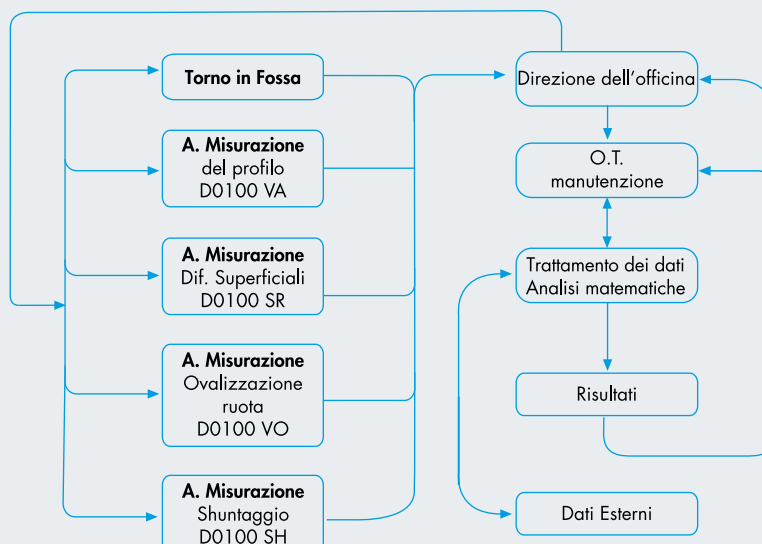 Torno in Fossa
A. Misurazione
del profilo
D0100 VA
A. Misurazione
Dif. Superficiali
D0100 SR
A. Misurazione
Ovalizzazione
ruota
D0100 VO
A. Misurazione
Shuntaggio
D0100 SH
Direzione dell'officina
O.T.
manutenzione
Trattamento dei dati
Analisi matematiche
Risultati
Dati Esterni